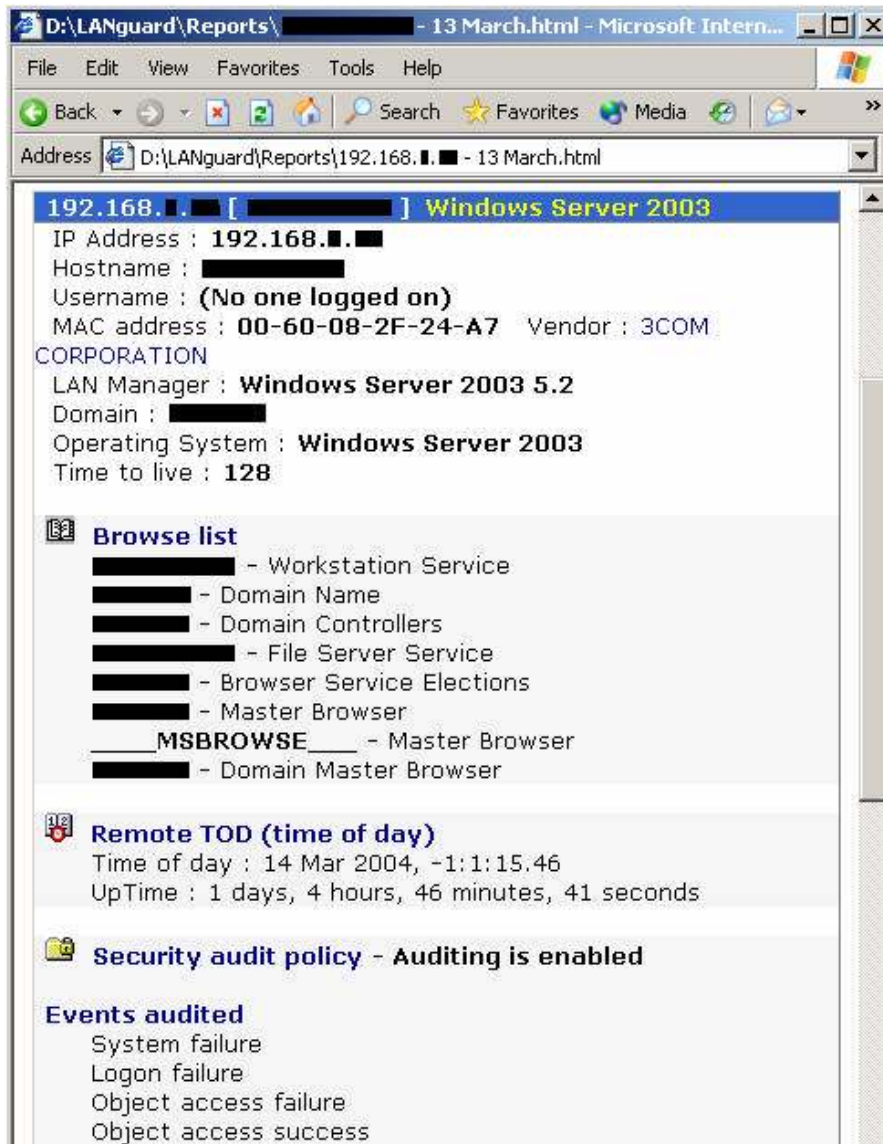 D:\LANguard\Reports\ - 13 March.html - Microsoft Intern...
File Edit View Favorites Tools Help
Back Search Favorites Media »
Address D:\LANguard\Reports\192.168. . - 13 March.html
192.168. . [ ] Windows Server 2003
IP Address : 192.168. .
Hostname :
Username : (No one logged on)
MAC address : 00-60-08-2F-24-A7 Vendor : 3COM
CORPORATION
LAN Manager : Windows Server 2003 5.2
Domain :
Operating System : Windows Server 2003
Time to live : 128
Browse list
- Workstation Service
- Domain Name
- Domain Controllers
- File Server Service
- Browser Service Elections
- Master Browser
_____MSBROWSE____ - Master Browser
- Domain Master Browser
Remote TOD (time of day)
Time of day : 14 Mar 2004, -1:1:15.46
UpTime : 1 days, 4 hours, 46 minutes, 41 seconds
Security audit policy - Auditing is enabled
Events audited
System failure
Logon failure
Object access failure
Object access success